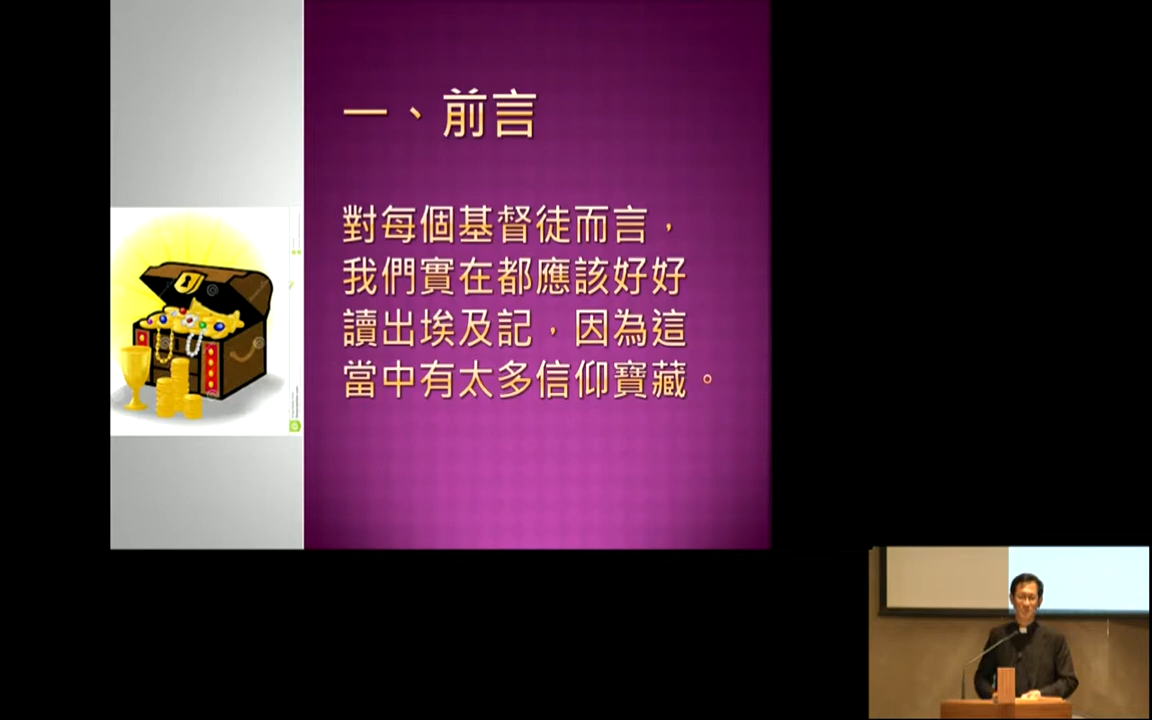 一、前言
對每個基督徒而言，
我們實在都應該好好
讀出埃及記，因為這
當中有太多信仰寶藏。